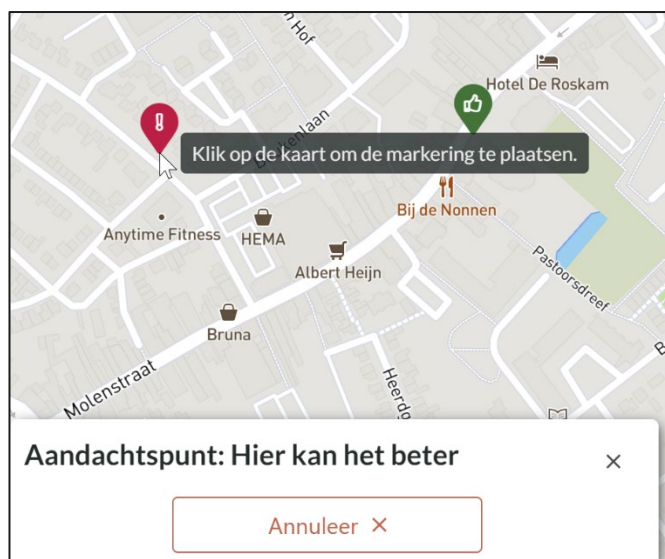 n Hof
Hotel De Roskam
Klik op de kaart om de markering te plaatsen.
Bij de Nonnen
Anytime Fitness
HEMA
Albert Heijn
Pastoorsdreef
Bruna
Molenstraat
Heerdg
B
Aandachtspunt: Hier kan het beter
Annuleer